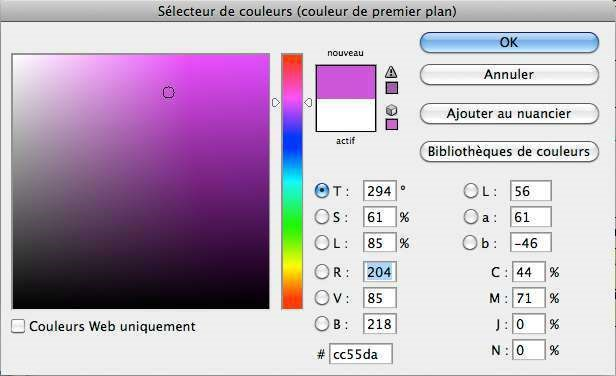 Sélecteur de couleurs (couleur de premier plan)
nouveau
actif
OK
Annuler
Ajouter au nuancier
Bibliothèques de couleurs
T : 294 °
S : 61 %
L : 85 %
R : 204
V : 85
B : 218
# cc55da
L : 56
a : 61
b : -46
C : 44 %
M : 71 %
J : 0 %
N : 0 %
Couleurs Web uniquement